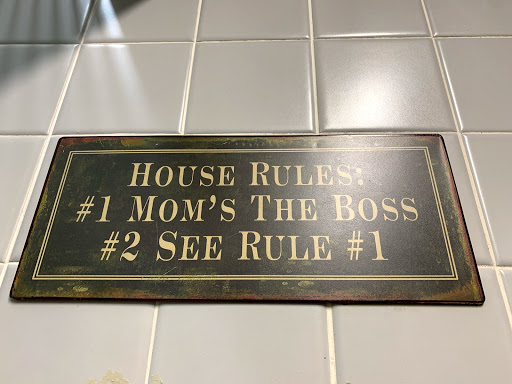 House Rules:
#1 Mom's The Boss
#2 See Rule #1